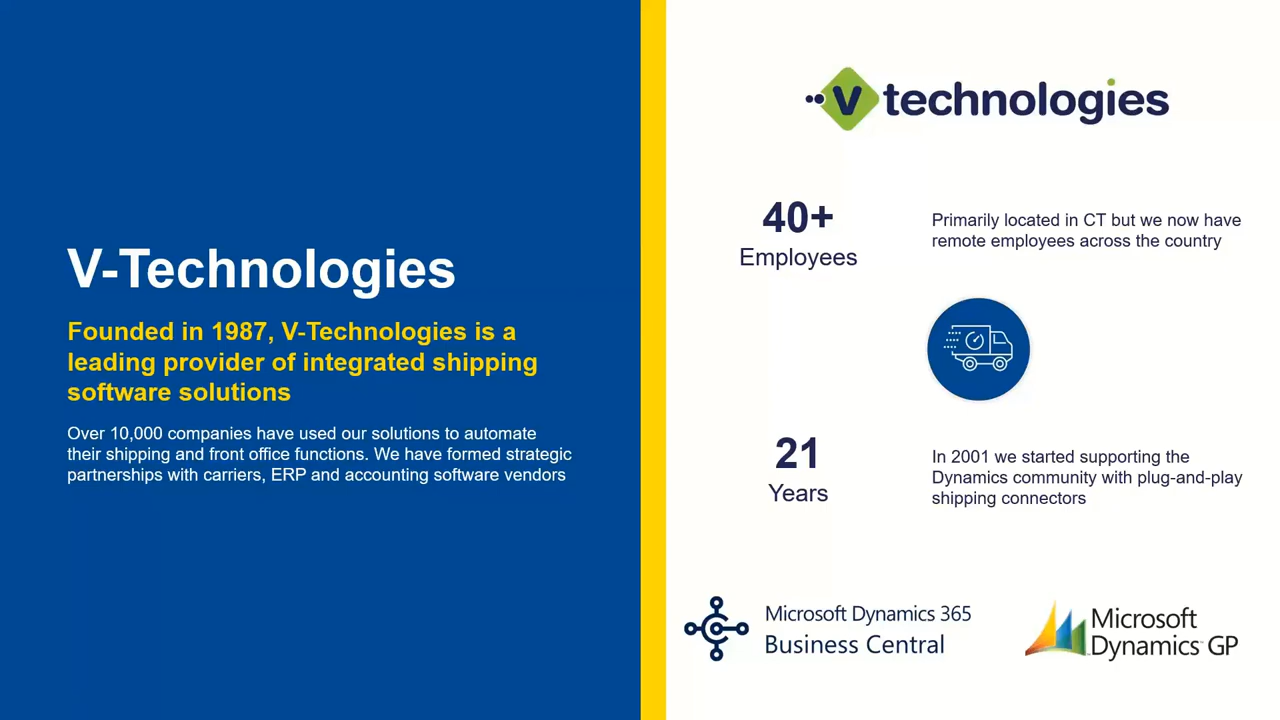 V-Technologies
Founded in 1987, V-Technologies is a
leading provider of integrated shipping
software solutions
Over 10,000 companies have used our solutions to automate
their shipping and front office functions. We have formed strategic
partnerships with carriers, ERP and accounting software vendors
V technologies
40+
Employees
Primarily located in CT but we now have
remote employees across the country
21
Years
In 2001 we started supporting the
Dynamics community with plug-and-play
shipping connectors
Microsoft Dynamics 365
Business Central
Microsoft
Dynamics GP